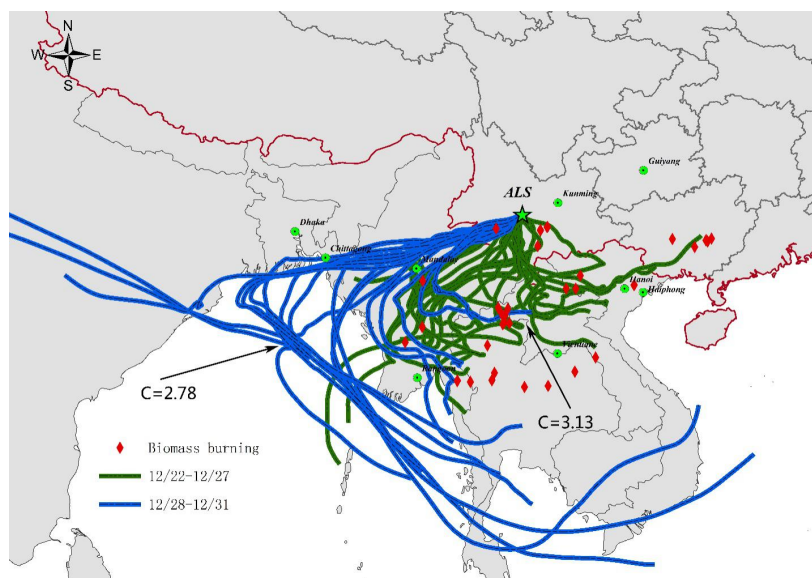 N
W E
S
Guiyang
ALS
Kunming
Dhaka
Chittagong
Mandalay
Hanoi
Haiphong
Vientiane
Rangoon
C=2.78
C=3.13
Biomass burning
12/22-12/27
12/28-12/31